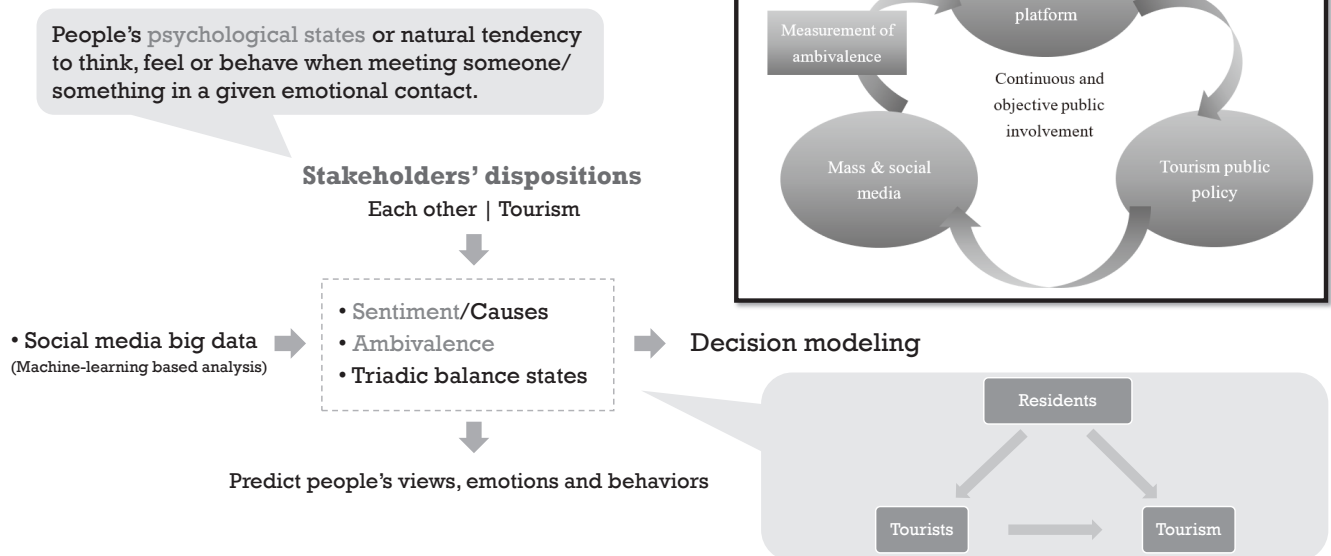 People's psychological states or natural tendency
to think, feel or behave when meeting someone/
something in a given emotional contact.
platform
Measurement of
ambivalence
Continuous and
objective public
involvement
Mass & social
media
Tourism public
policy
Stakeholders' dispositions
Each other | Tourism
• Social media big data
(Machine-learning based analysis)
• Sentiment/Causes
• Ambivalence
• Triadic balance states
Decision modeling
Predict people's views, emotions and behaviors
Residents
Tourists
Tourism